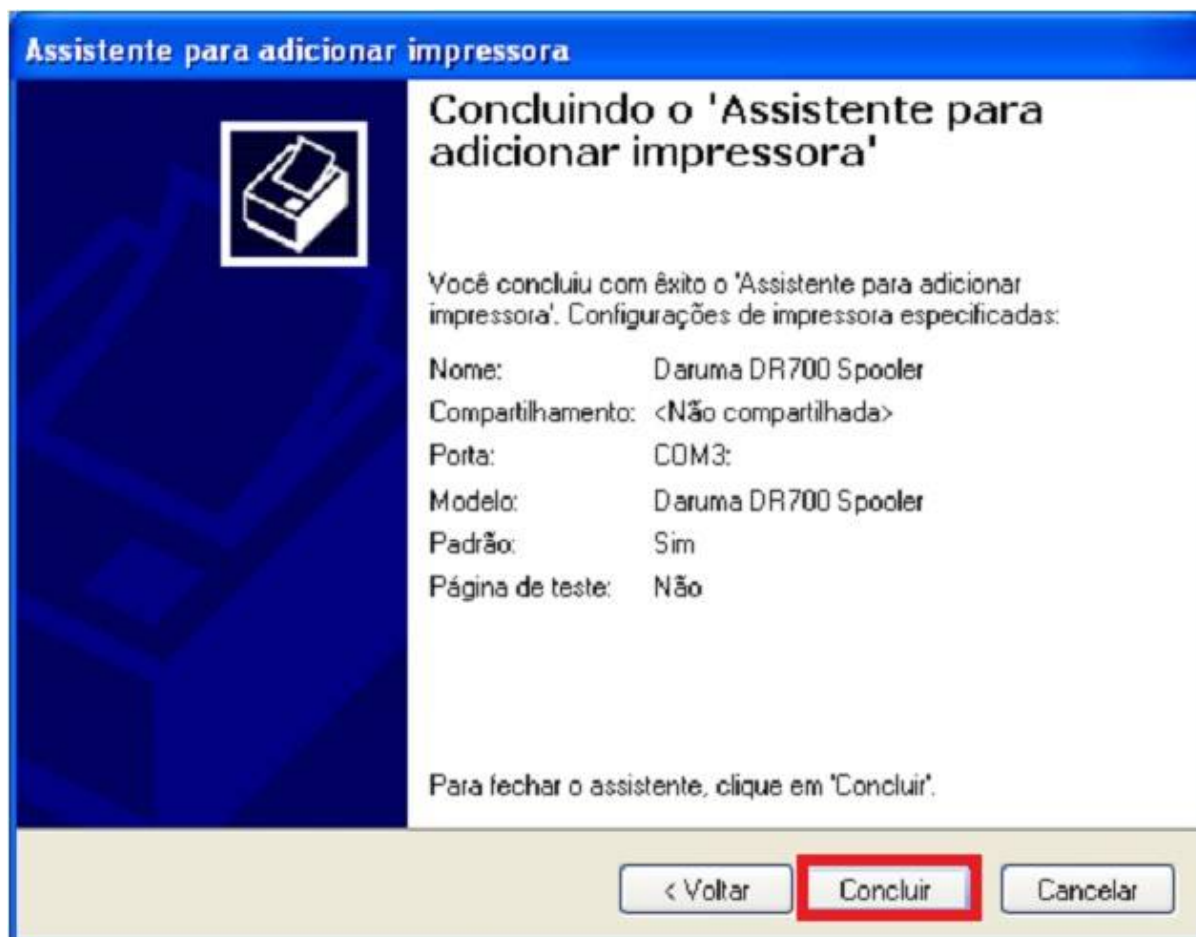 Assistente para adicionar impressora
Concluindo o 'Assistente para
adicionar impressora'
Você concluiu com êxito o 'Assistente para adicionar
impressora'. Configurações de impressora especificadas:
Nome: Daruma DR700 Spooler
Compartilhamento: <Não compartilhada>
Porta: COM3:
Modelo: Daruma DR700 Spooler
Padrão: Sim
Página de teste: Não
Para fechar o assistente, clique em 'Concluir'.
< Voltar Concluir Cancelar